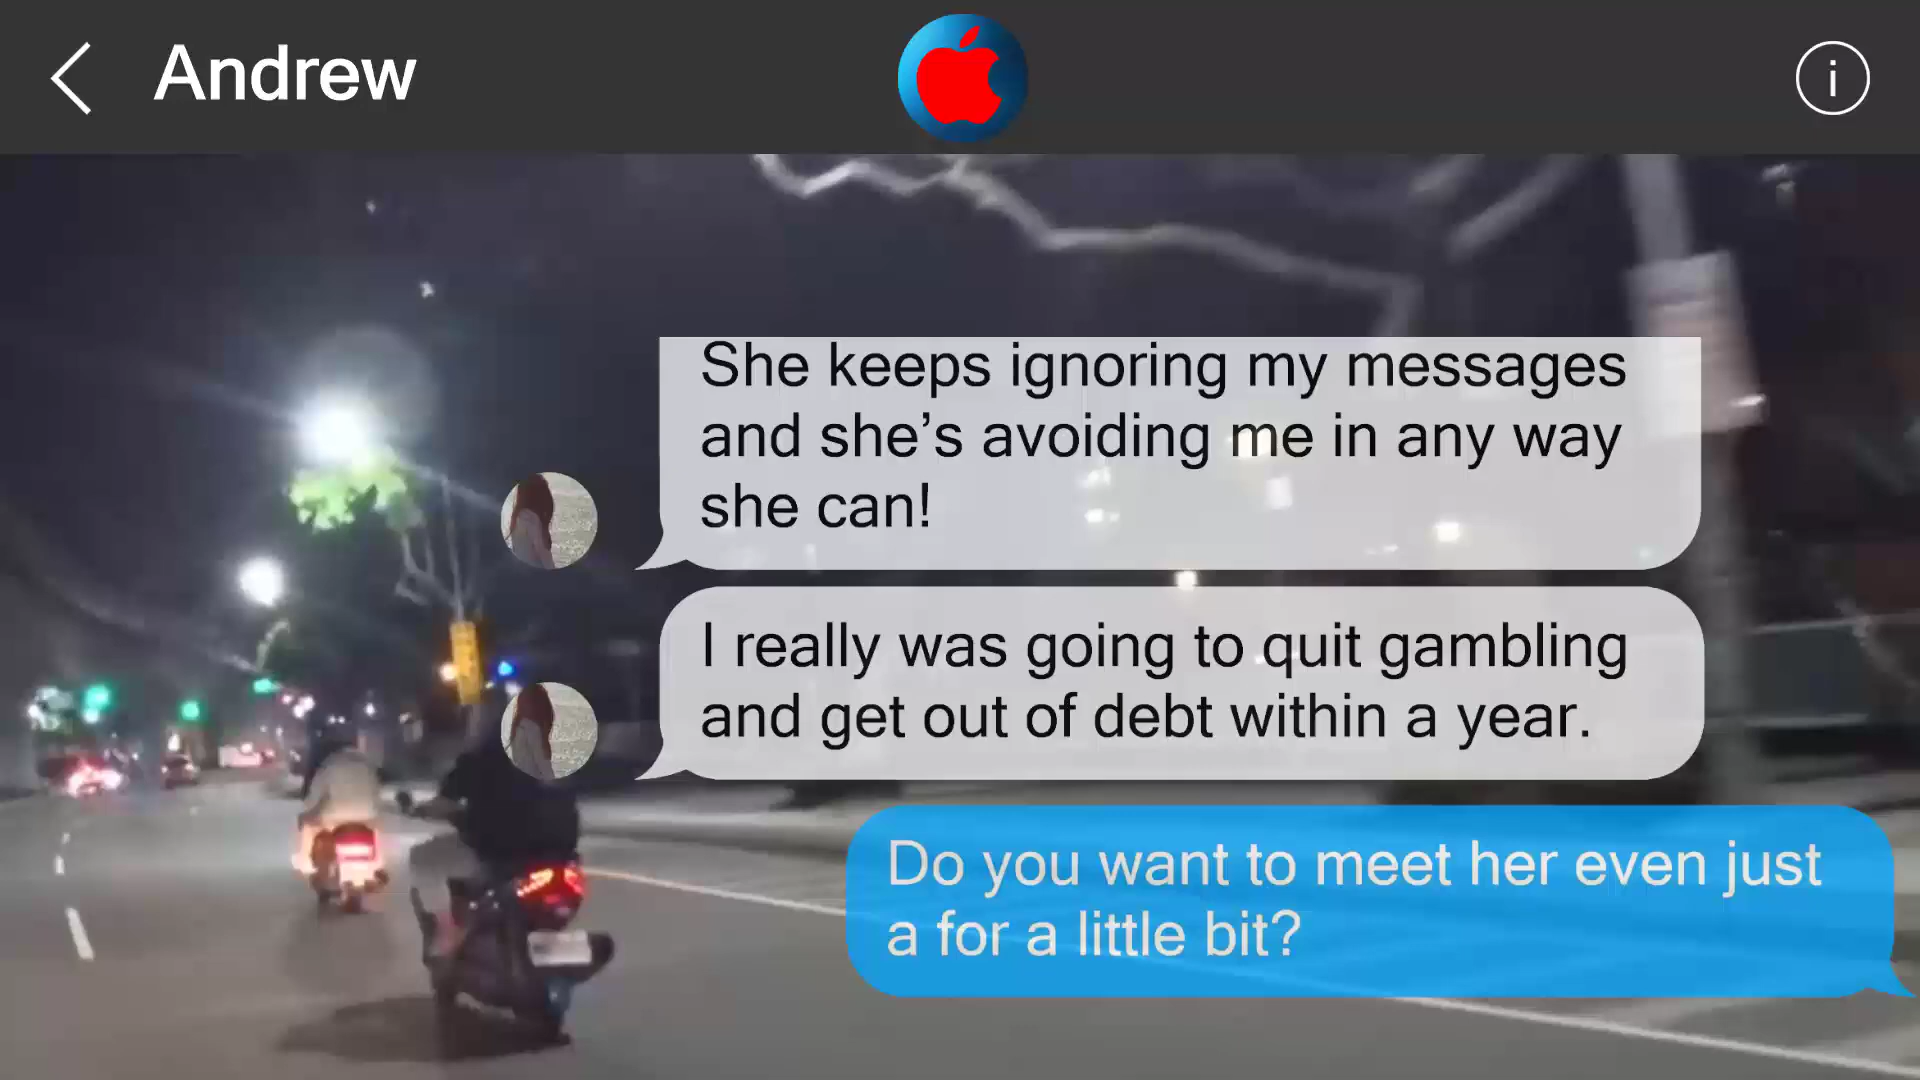 Andrew
i
She keeps ignoring my messages
and she’s avoiding me in any way
she can!
I really was going to quit gambling
and get out of debt within a year.
Do you want to meet her even just
a for a little bit?